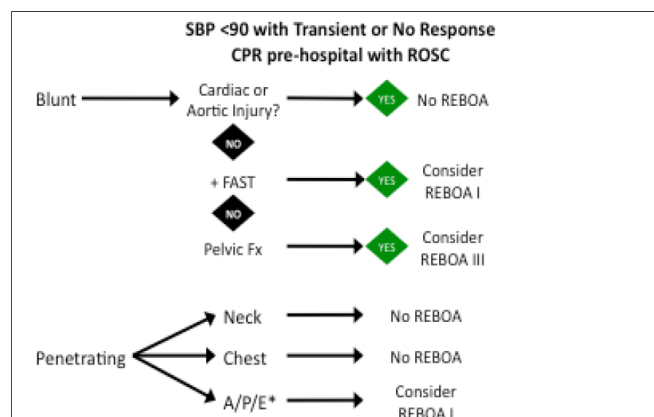 SBP <90 with Transient or No Response
CPR pre-hospital with ROSC
Blunt
Cardiac or
Aortic Injury?
YES
No REBOA
NO
+ FAST
YES
Consider
REBOA I
NO
Pelvic Fx
YES
Consider
REBOA III
Penetrating
Neck
No REBOA
Chest
No REBOA
A/P/E*
Consider
REBOA I